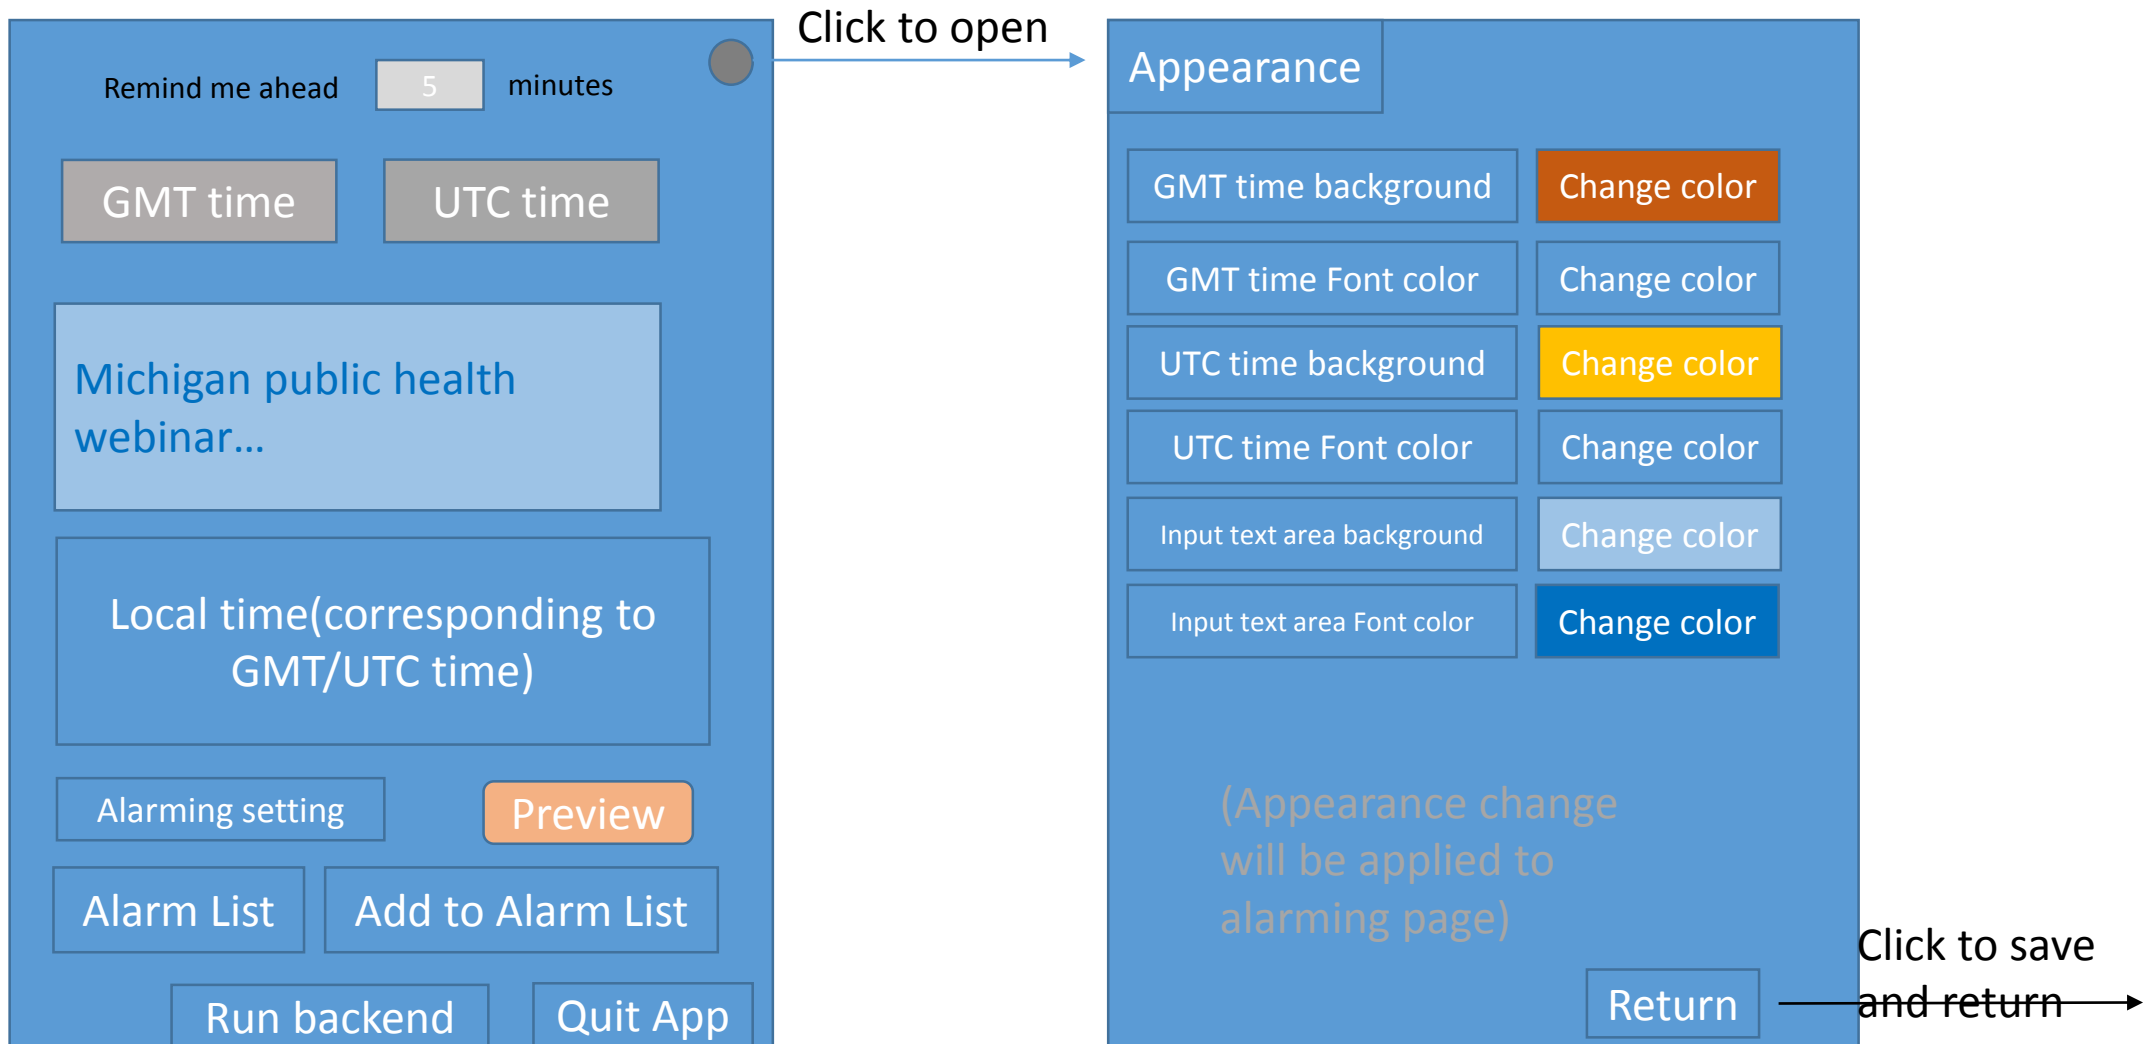 Remind me ahead 5 minutes
GMT time
UTC time
Michigan public health
webinar...
Local time(corresponding to
GMT/UTC time)
Alarming setting
Preview
Alarm List
Add to Alarm List
Run backend
Quit App
Click to open
Appearance
GMT time background
Change color
GMT time Font color
Change color
UTC time background
Change color
UTC time Font color
Change color
Input text area background
Change color
Input text area Font color
Change color
(Appearance change
will be applied to
alarming page)
Return
Click to save
and return